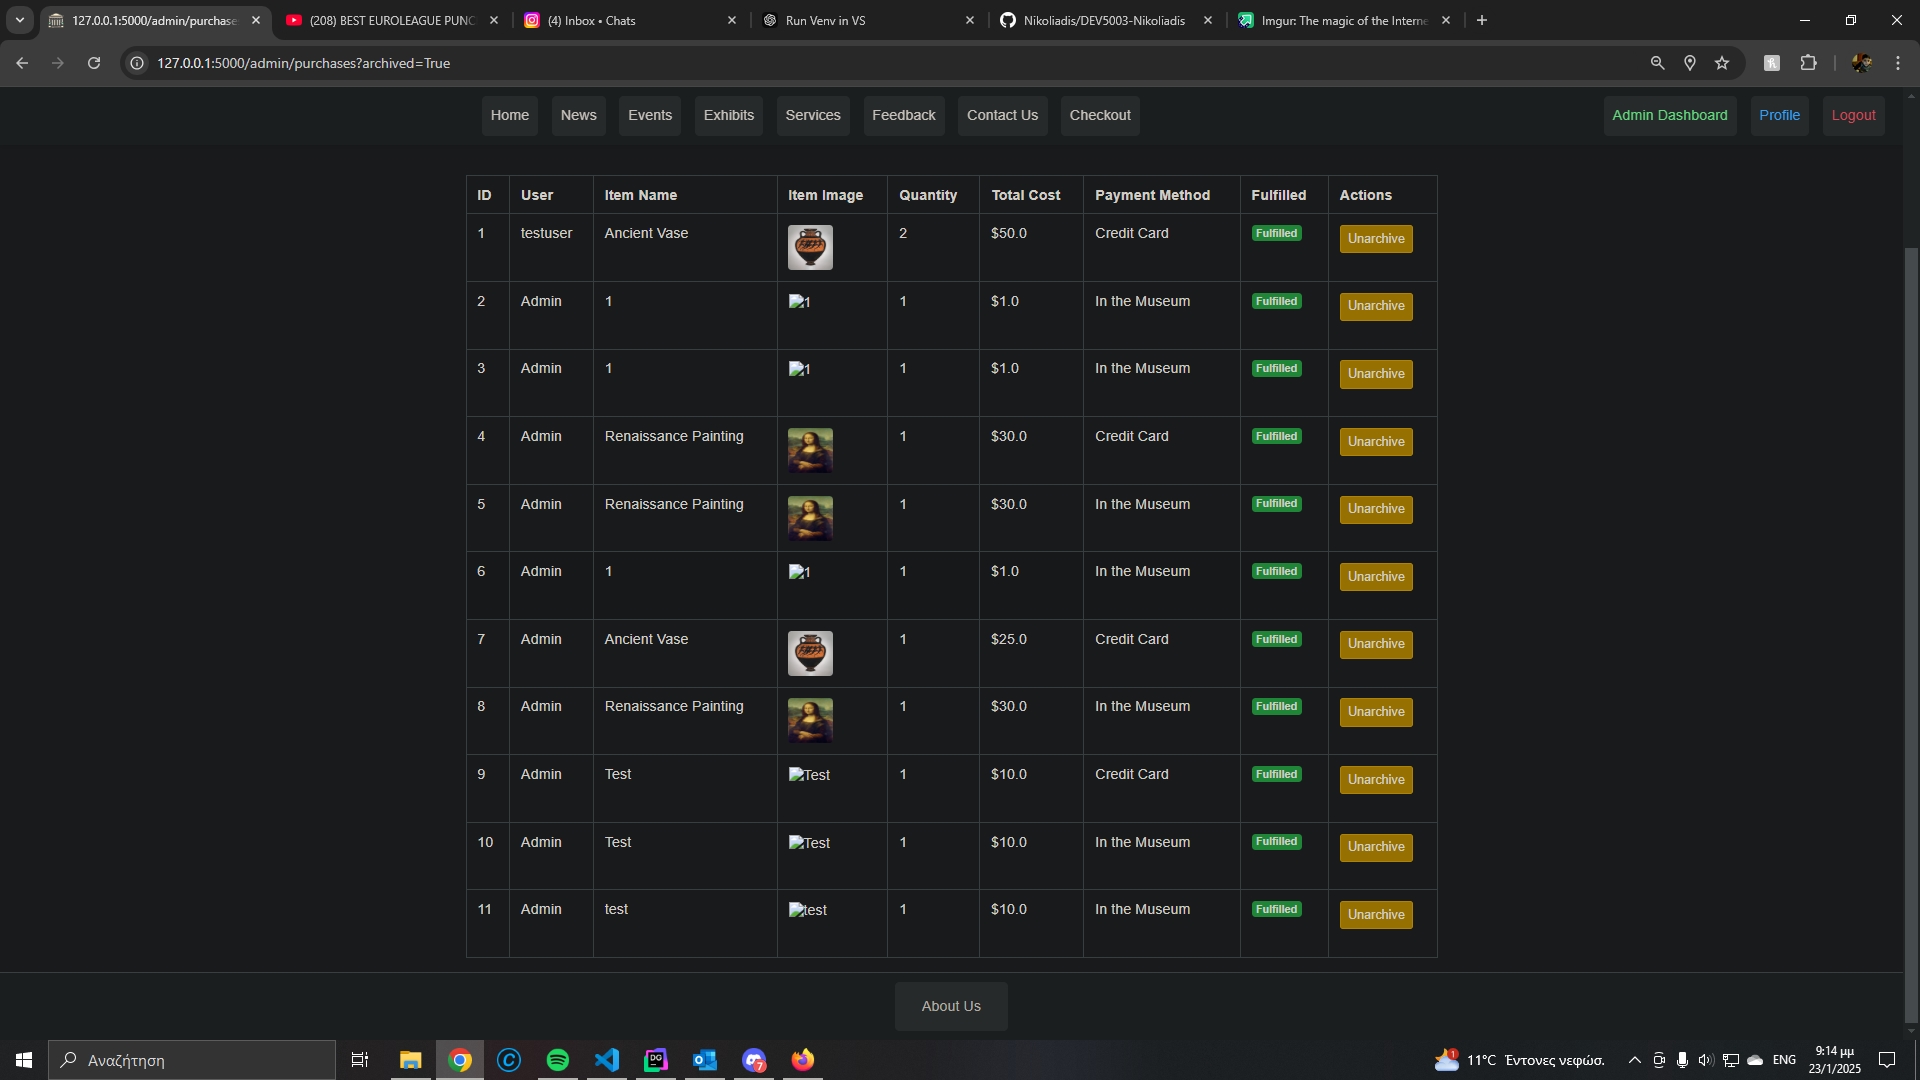 127.0.0.1:5000/admin/purchase
(208) BEST EUROLEAGUE PUNC
(4) Inbox • Chats
Run Venv in VS
Nikoliadis/DEV5003-Nikoliadis
Imgur: The magic of the Interne
127.0.0.1:5000/admin/purchases?archived=True
Home News Events Exhibits Services Feedback Contact Us Checkout Admin Dashboard Profile Logout
ID User Item Name Item Image Quantity Total Cost Payment Method Fulfilled Actions
1 testuser Ancient Vase 2 $50.0 Credit Card Fulfilled Unarchive
2 Admin 1 1 1 $1.0 In the Museum Fulfilled Unarchive
3 Admin 1 1 1 $1.0 In the Museum Fulfilled Unarchive
4 Admin Renaissance Painting 1 $30.0 Credit Card Fulfilled Unarchive
5 Admin Renaissance Painting 1 $30.0 In the Museum Fulfilled Unarchive
6 Admin 1 1 1 $1.0 In the Museum Fulfilled Unarchive
7 Admin Ancient Vase 1 $25.0 Credit Card Fulfilled Unarchive
8 Admin Renaissance Painting 1 $30.0 In the Museum Fulfilled Unarchive
9 Admin Test Test 1 $10.0 Credit Card Fulfilled Unarchive
10 Admin Test Test 1 $10.0 In the Museum Fulfilled Unarchive
11 Admin test test 1 $10.0 In the Museum Fulfilled Unarchive
About Us
Αναζήτηση
DG
7
1
11°C Έντονες νεφώσ.
ENG
9:14 μμ
23/1/2025